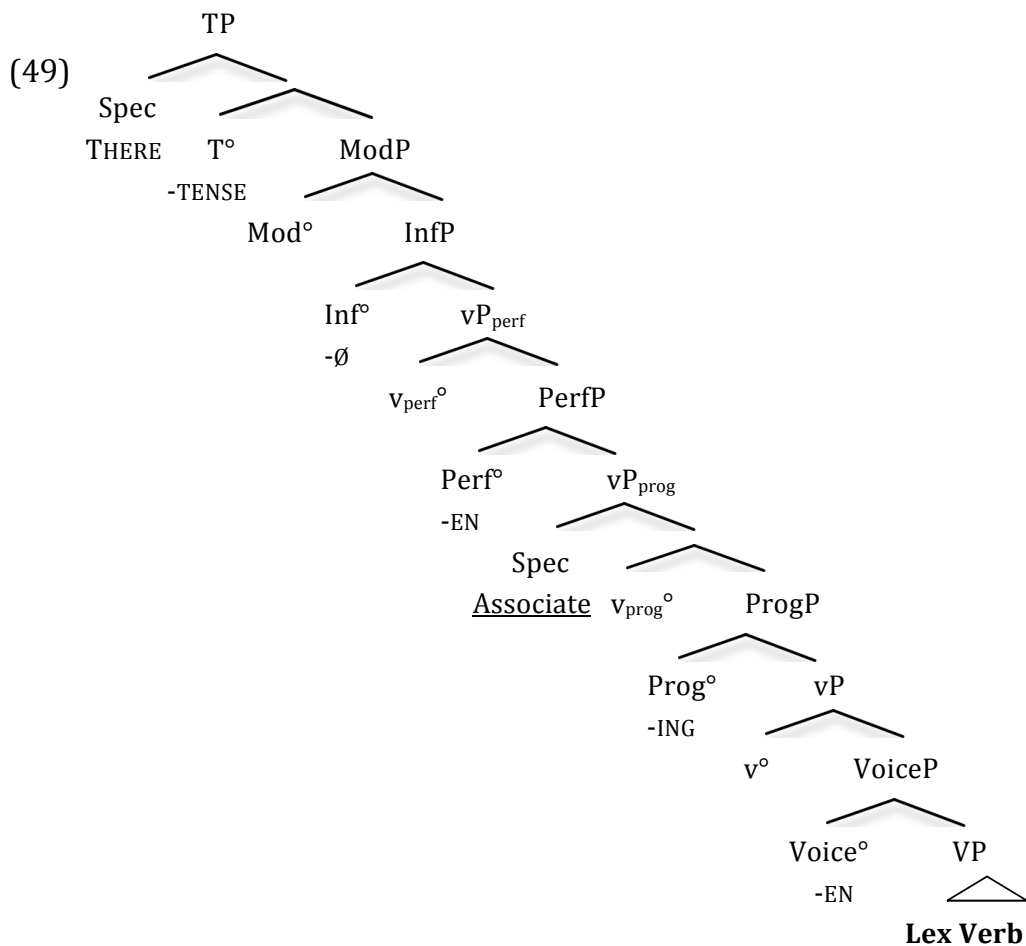 TP
(49)
Spec
THERE T° ModP
-TENSE
Mod° InfP
Inf° vPperf
-Ø
vperf° PerfP
Perf° vPprog
-EN
Spec
Associate vprog° ProgP
Prog° vP
-ING
v° VoiceP
Voice° VP
-EN
Lex Verb